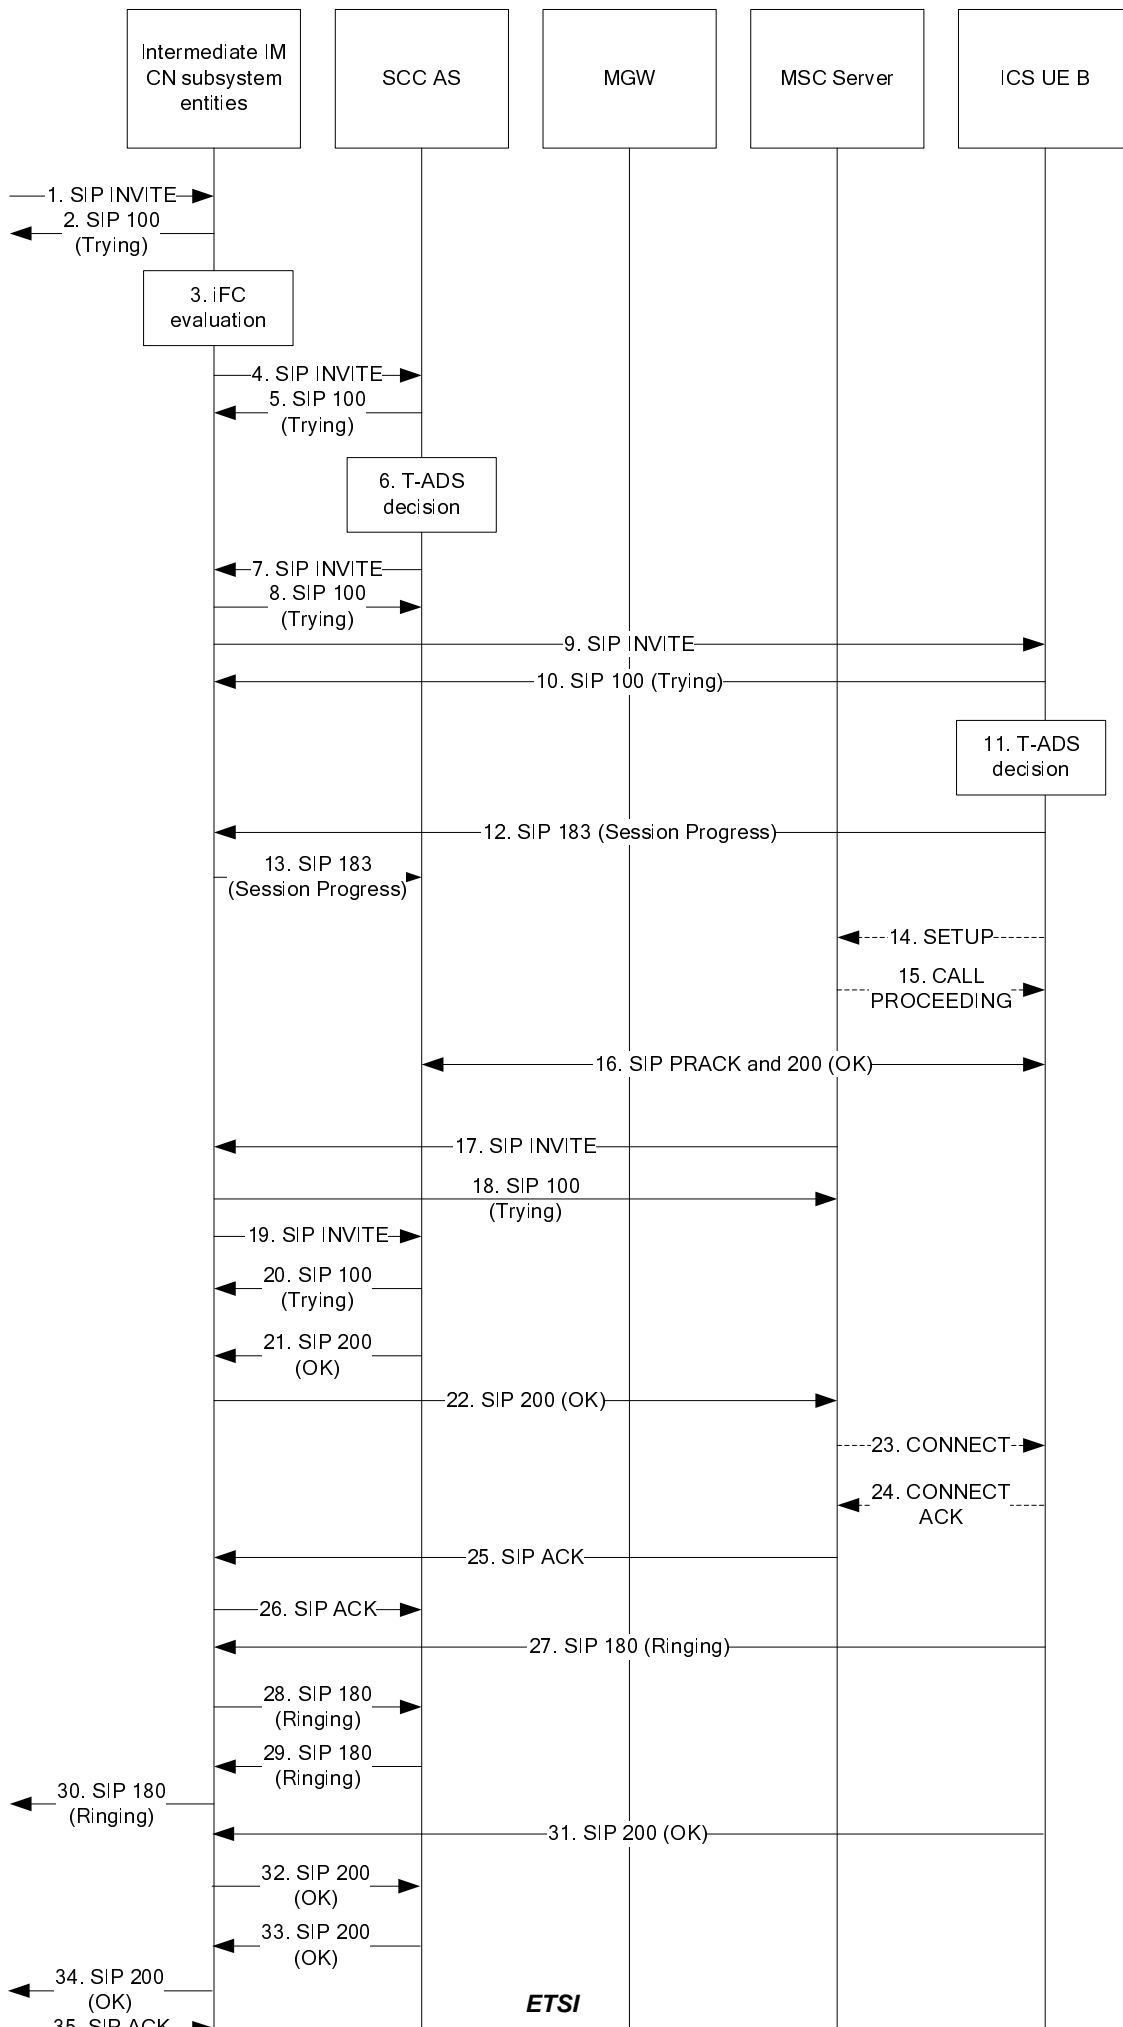 Intermediate IM
CN subsystem
entities
SCC AS
MGW
MSC Server
ICS UE B
1. SIP INVITE
2. SIP 100
(Trying)
3. iFC
evaluation
4. SIP INVITE
5. SIP 100
(Trying)
6. T-ADS
decision
7. SIP INVITE
8. SIP 100
(Trying)
9. SIP INVITE
10. SIP 100 (Trying)
11. T-ADS
decision
12. SIP 183 (Session Progress)
13. SIP 183
(Session Progress)
14. SETUP
15. CALL
PROCEEDING
16. SIP PRACK and 200 (OK)
17. SIP INVITE
18. SIP 100
(Trying)
19. SIP INVITE
20. SIP 100
(Trying)
21. SIP 200
(OK)
22. SIP 200 (OK)
23. CONNECT
24. CONNECT
ACK
25. SIP ACK
26. SIP ACK
27. SIP 180 (Ringing)
28. SIP 180
(Ringing)
29. SIP 180
(Ringing)
30. SIP 180
(Ringing)
31. SIP 200 (OK)
32. SIP 200
(OK)
33. SIP 200
(OK)
34. SIP 200
(OK)
ETSI
35. SIP ACK